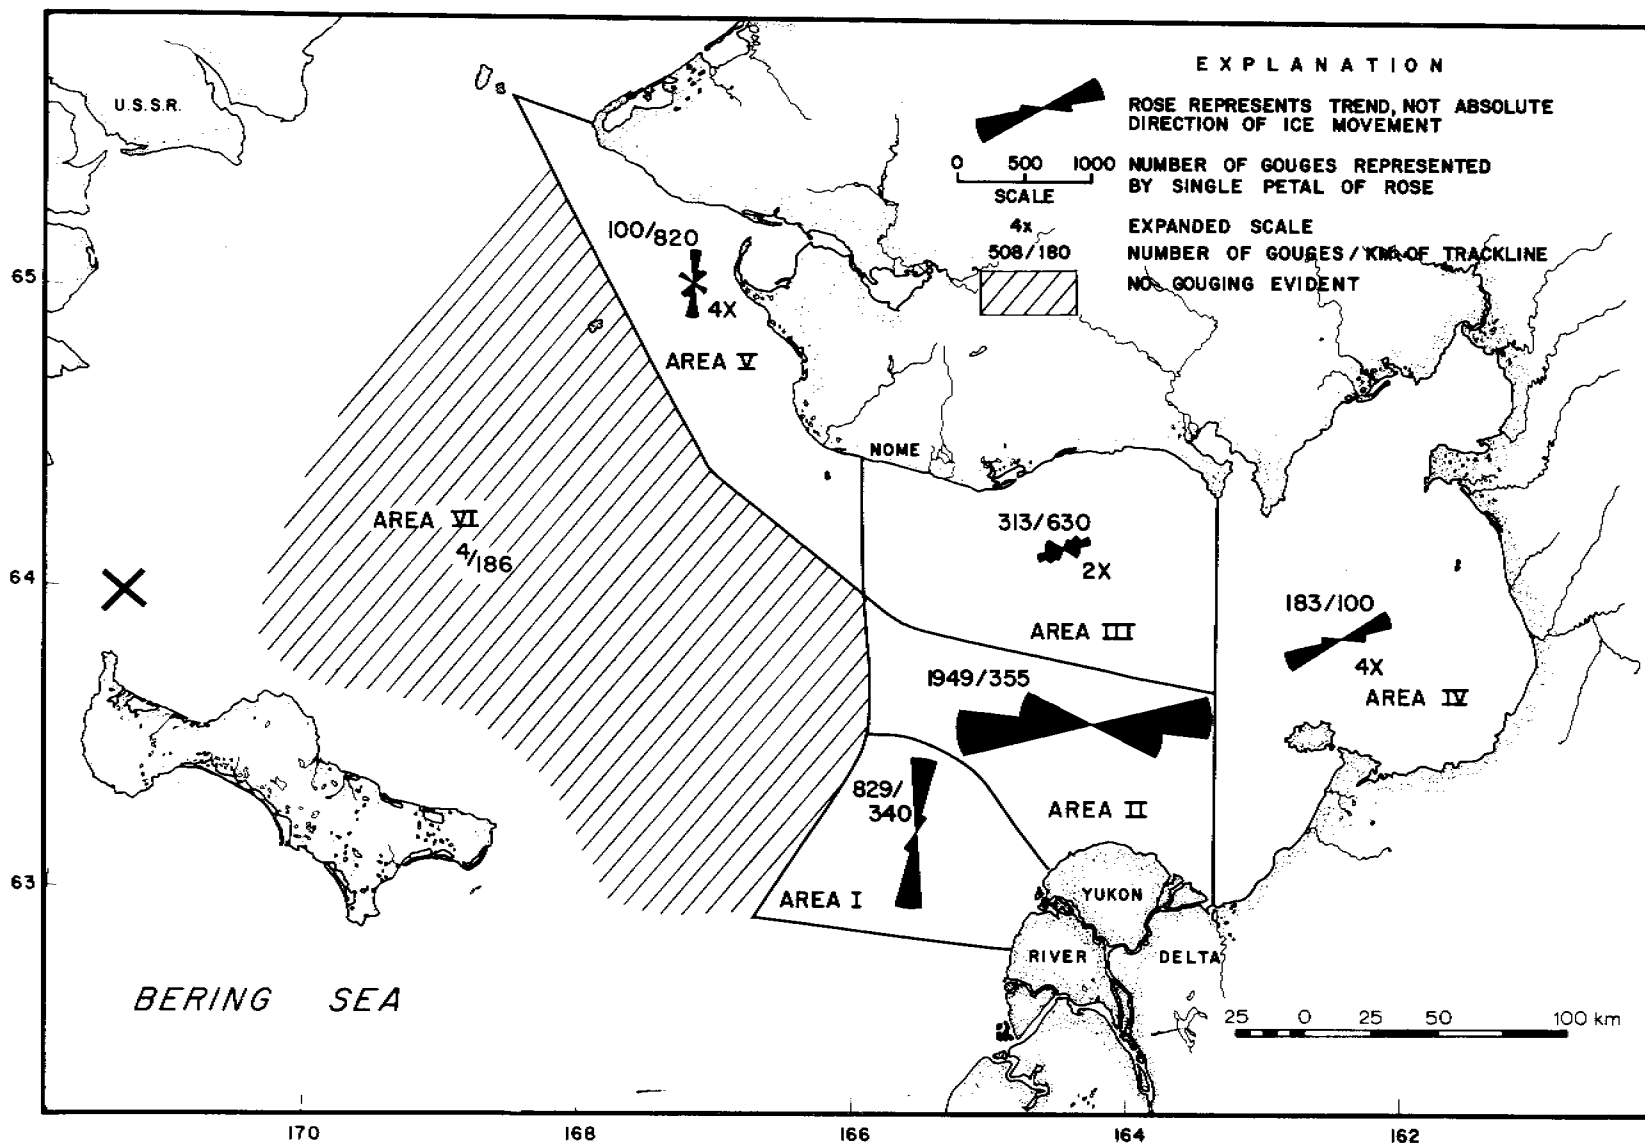 EXPLANATION
ROSE REPRESENTS TREND, NOT ABSOLUTE
DIRECTION OF ICE MOVEMENT
0 500 1000
SCALE
NUMBER OF GOUGES REPRESENTED
BY SINGLE PETAL OF ROSE
4x EXPANDED SCALE
508/180 NUMBER OF GOUGES/KM OF TRACKLINE
NO GOUGING EVIDENT
U.S.S.R.
100/820
4X
AREA V
65
NOME
AREA VI
4/186
313/630
2X
AREA III
64
183/100
4X
AREA IV
1949/355
AREA II
829/
340
AREA I
63
YUKON
RIVER DELTA
BERING SEA
25 0 25 50 100 km
170 168 166 164 162